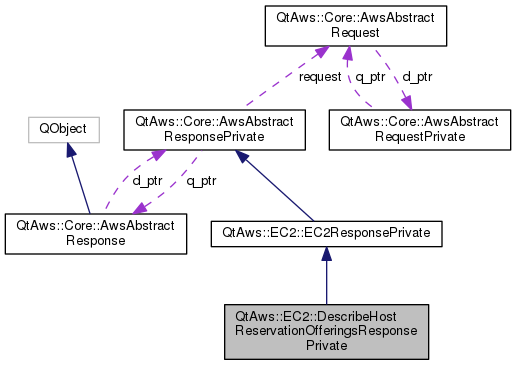 QtAws::Core::AwsAbstract
Request
request
q_ptr
d_ptr
QtAws::Core::AwsAbstract
ResponsePrivate
QtAws::Core::AwsAbstract
RequestPrivate
QObject
d_ptr
q_ptr
QtAws::Core::AwsAbstract
Response
QtAws::EC2::EC2ResponsePrivate
QtAws::EC2::DescribeHost
ReservationOfferingsResponse
Private